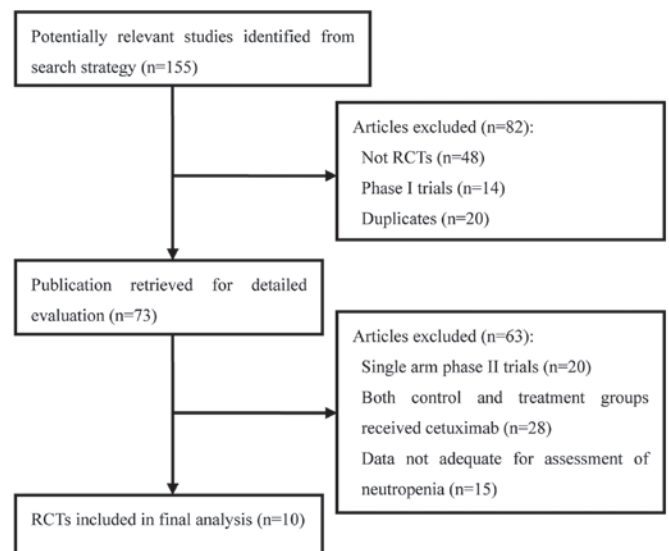 Potentially relevant studies identified from
search strategy (n=155)
Articles excluded (n=82):
Not RCTs (n=48)
Phase I trials (n=14)
Duplicates (n=20)
Publication retrieved for detailed
evaluation (n=73)
Articles excluded (n=63):
Single arm phase II trials (n=20)
Both control and treatment groups
received cetuximab (n=28)
Data not adequate for assessment of
neutropenia (n=15)
RCTs included in final analysis (n=10)